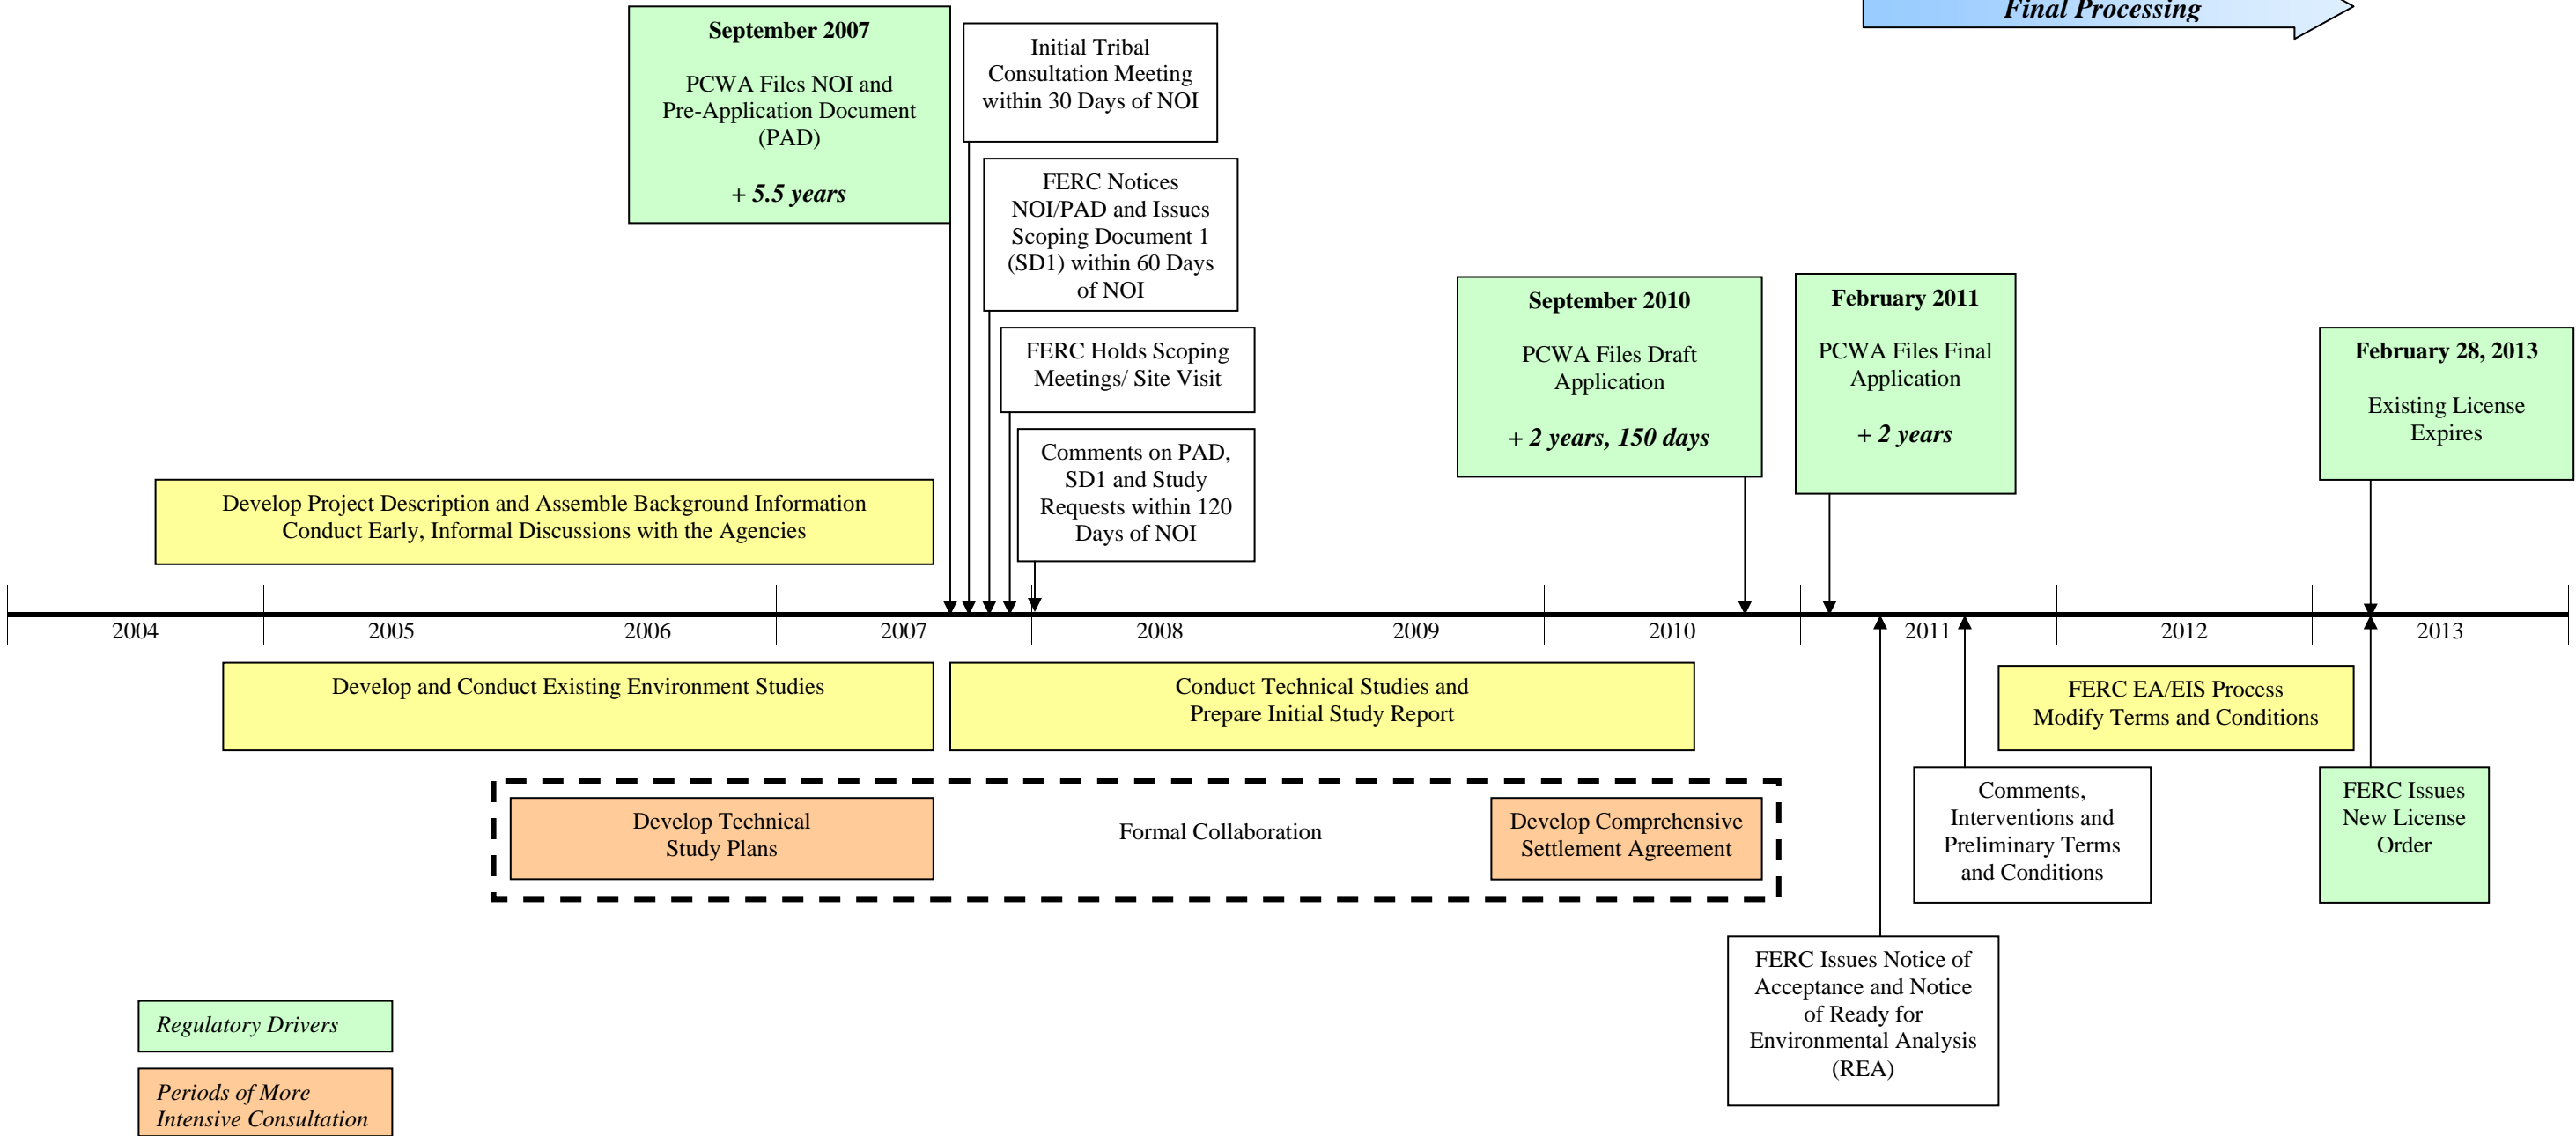 Final Processing
September 2007
PCWA Files NOI and
Pre-Application Document
(PAD)
+ 5.5 years
Initial Tribal
Consultation Meeting
within 30 Days of NOI
FERC Notices
NOI/PAD and Issues
Scoping Document 1
(SD1) within 60 Days
of NOI
FERC Holds Scoping
Meetings/ Site Visit
Comments on PAD,
SD1 and Study
Requests within 120
Days of NOI
September 2010
PCWA Files Draft
Application
+ 2 years, 150 days
February 2011
PCWA Files Final
Application
+ 2 years
February 28, 2013
Existing License
Expires
Develop Project Description and Assemble Background Information
Conduct Early, Informal Discussions with the Agencies
2004
2005
2006
2007
2008
2009
2010
2011
2012
2013
Develop and Conduct Existing Environment Studies
Conduct Technical Studies and
Prepare Initial Study Report
FERC EA/EIS Process
Modify Terms and Conditions
Develop Technical
Study Plans
Formal Collaboration
Develop Comprehensive
Settlement Agreement
Comments,
Interventions and
Preliminary Terms
and Conditions
FERC Issues
New License
Order
FERC Issues Notice of
Acceptance and Notice
of Ready for
Environmental Analysis
(REA)
Regulatory Drivers
Periods of More
Intensive Consultation